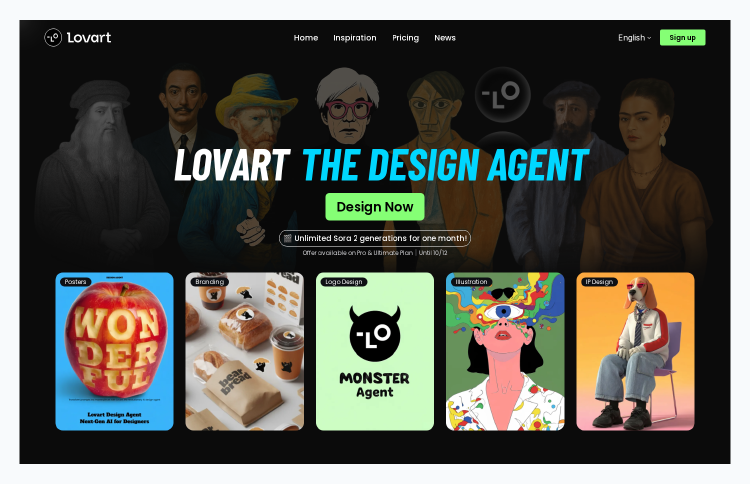 Lovart
Home Inspiration Pricing News
English
Sign up
LOVART THE DESIGN AGENT
Design Now
🎬 Unlimited Sora 2 generations for one month!
Offer available on Pro & Ultimate Plan | Until 10/12
Posters
WON
DER
FUL
Lovart Design Agent
Next-Gen AI for Designers
Branding
bear
bread
Logo Design
LO
MONSTER
Agent
Illustration
IP Design